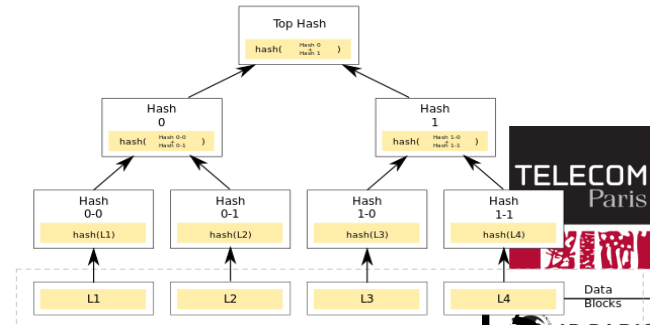 Top Hash
hash( Hash 0 + Hash 1 )
Hash
0
hash( Hash 0-0 + Hash 0-1 )
Hash
1
hash( Hash 1-0 + Hash 1-1 )
Hash
0-0
hash(L1)
Hash
0-1
hash(L2)
Hash
1-0
hash(L3)
Hash
1-1
hash(L4)
TELECOM
Paris
L1
L2
L3
L4
Data
Blocks